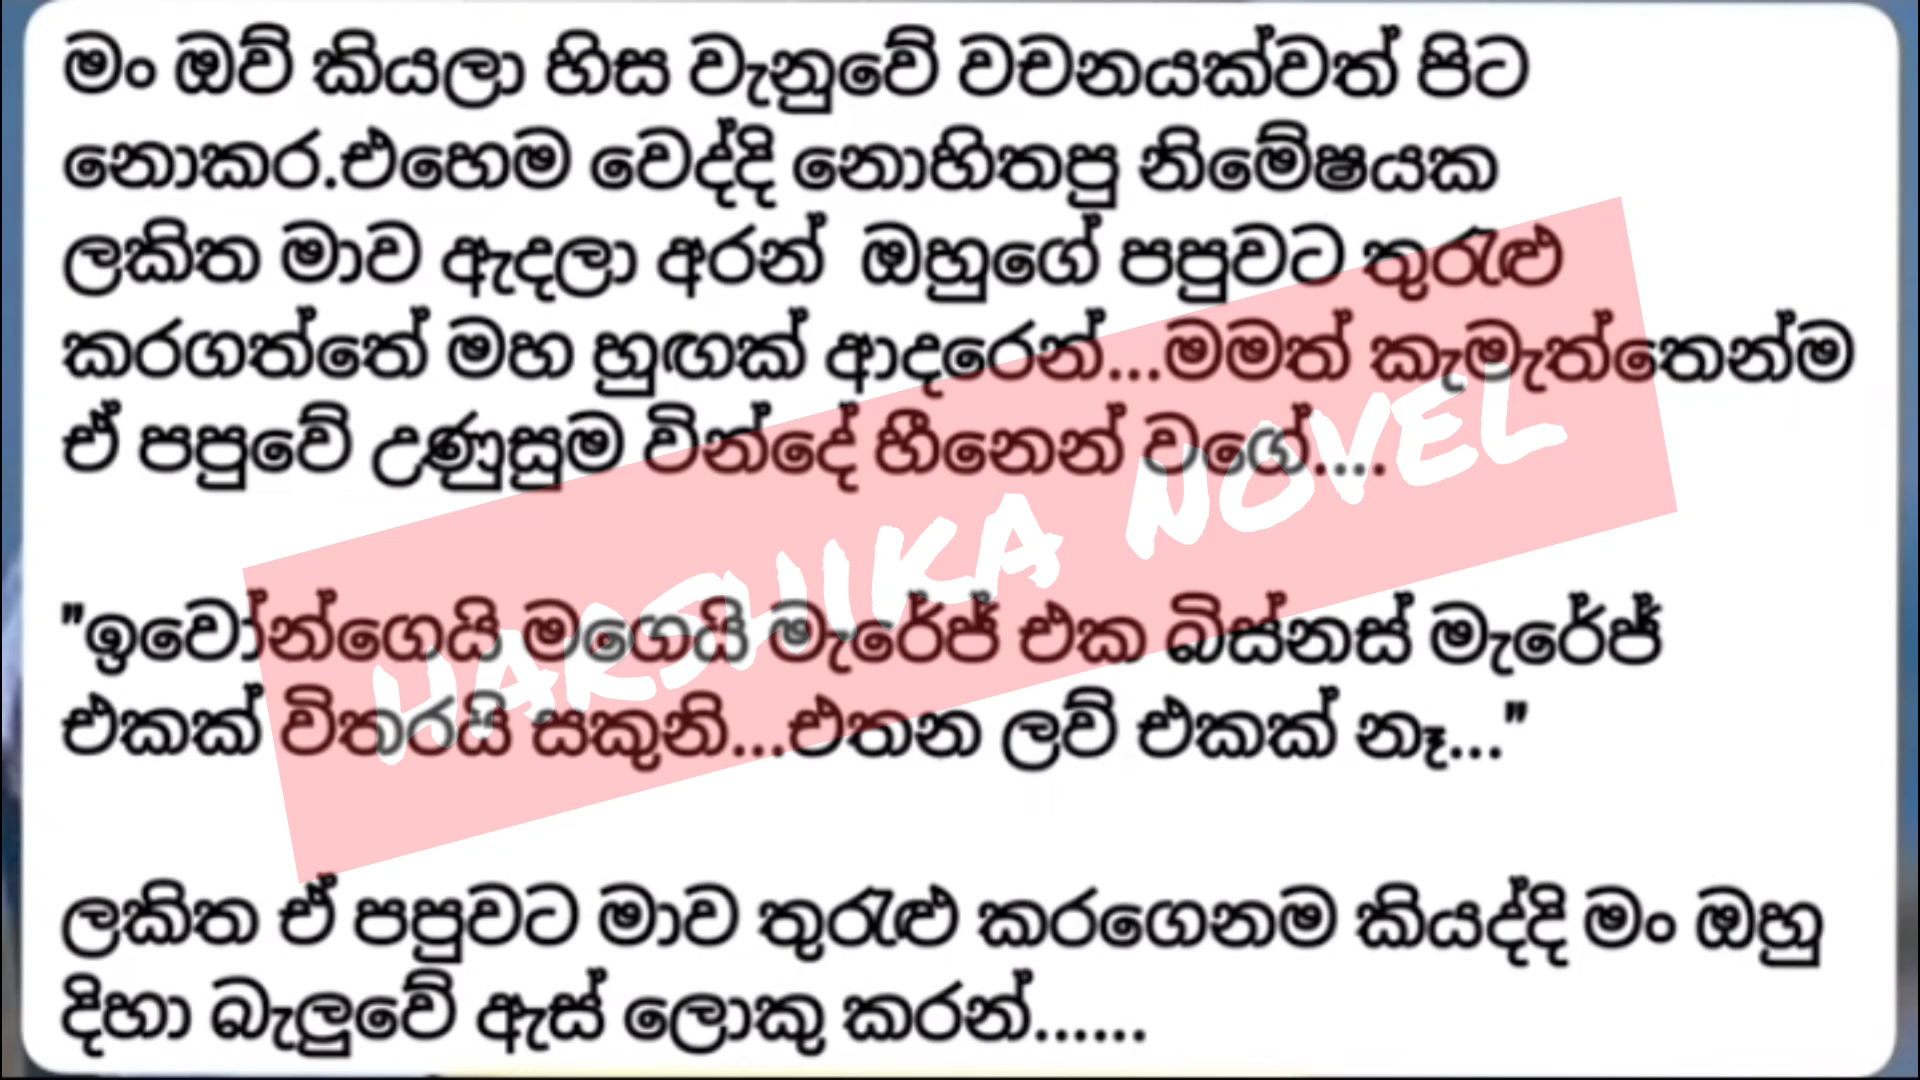 මං ඔව් කියලා හිස වැනුවේ වචනයක්වත් පිට
නොකර.එහෙම වෙද්දි නොහිතපු නිමේෂයක
ලකිත මාව ඇදලා අරන්  ඔහුගේ පපුවට තුරුළු
කරගත්තේ මහ හුඟක් ආදරෙන්...මමත් කැමැත්තෙන්ම
ඒ පපුවේ උණුසුම වින්දේ හීනෙන් වගේ....
HARSHIKA NOVEL
"ඉවෝන්ගෙයි මගෙයි මැරේජ් එක බිස්නස් මැරේජ්
එකක් විතරයි සකුනි...එතන ලව් එකක් නෑ..."
ලකිත ඒ පපුවට මාව තුරුළු කරගෙනම කියද්දි මං ඔහු
දිහා බැලුවේ ඇස් ලොකු කරන්......